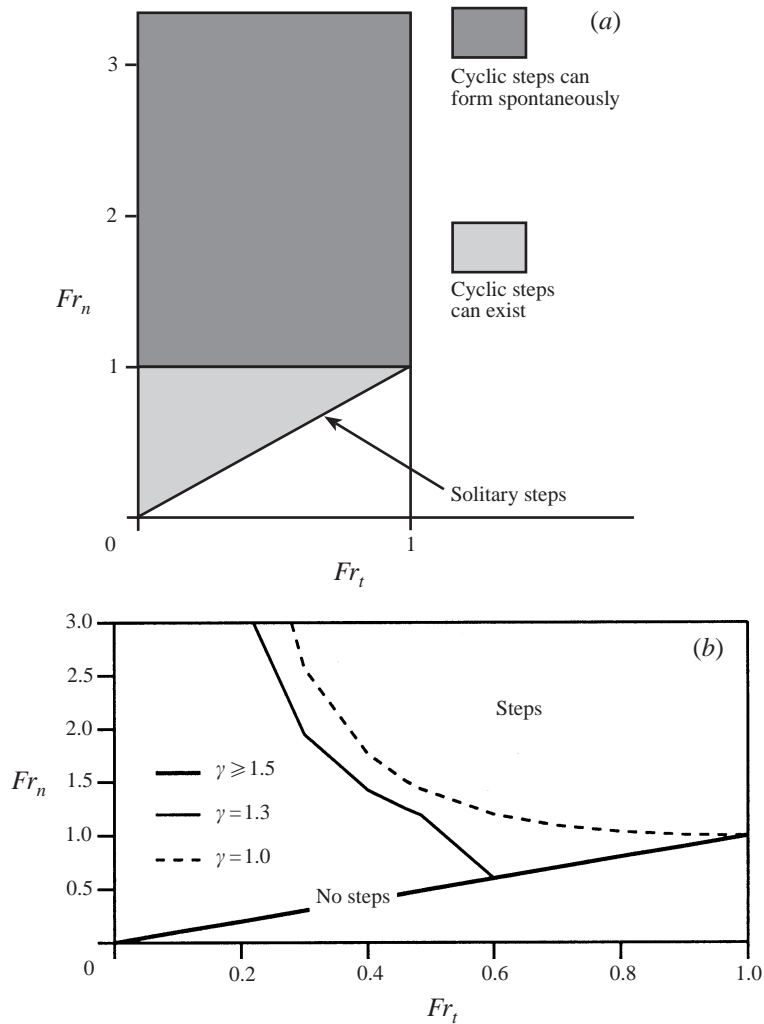 (a)
3
2
1
0
1
Fr_n
Fr_t
Cyclic steps can
form spontaneously
Cyclic steps
can exist
Solitary steps
(b)
3.0
2.5
2.0
1.5
1.0
0.5
0
0.2
0.4
0.6
0.8
1.0
Fr_n
Fr_t
Steps
γ ⩾ 1.5
γ = 1.3
γ = 1.0
No steps